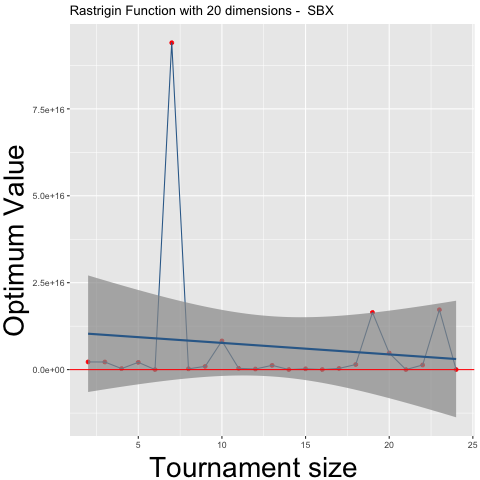 Rastrigin Function with 20 dimensions - SBX
Optimum Value
7.5e+16
5.0e+16
2.5e+16
0.0e+00
5
10
15
20
25
Tournament size